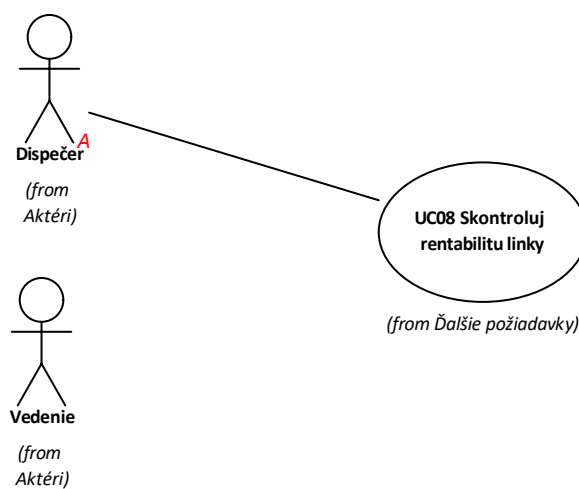 A
Dispečer
(from
Aktéri)
UC08 Skontroluj
rentabilitu linky
(from Ďalšie požiadavky)
Vedenie
(from
Aktéri)